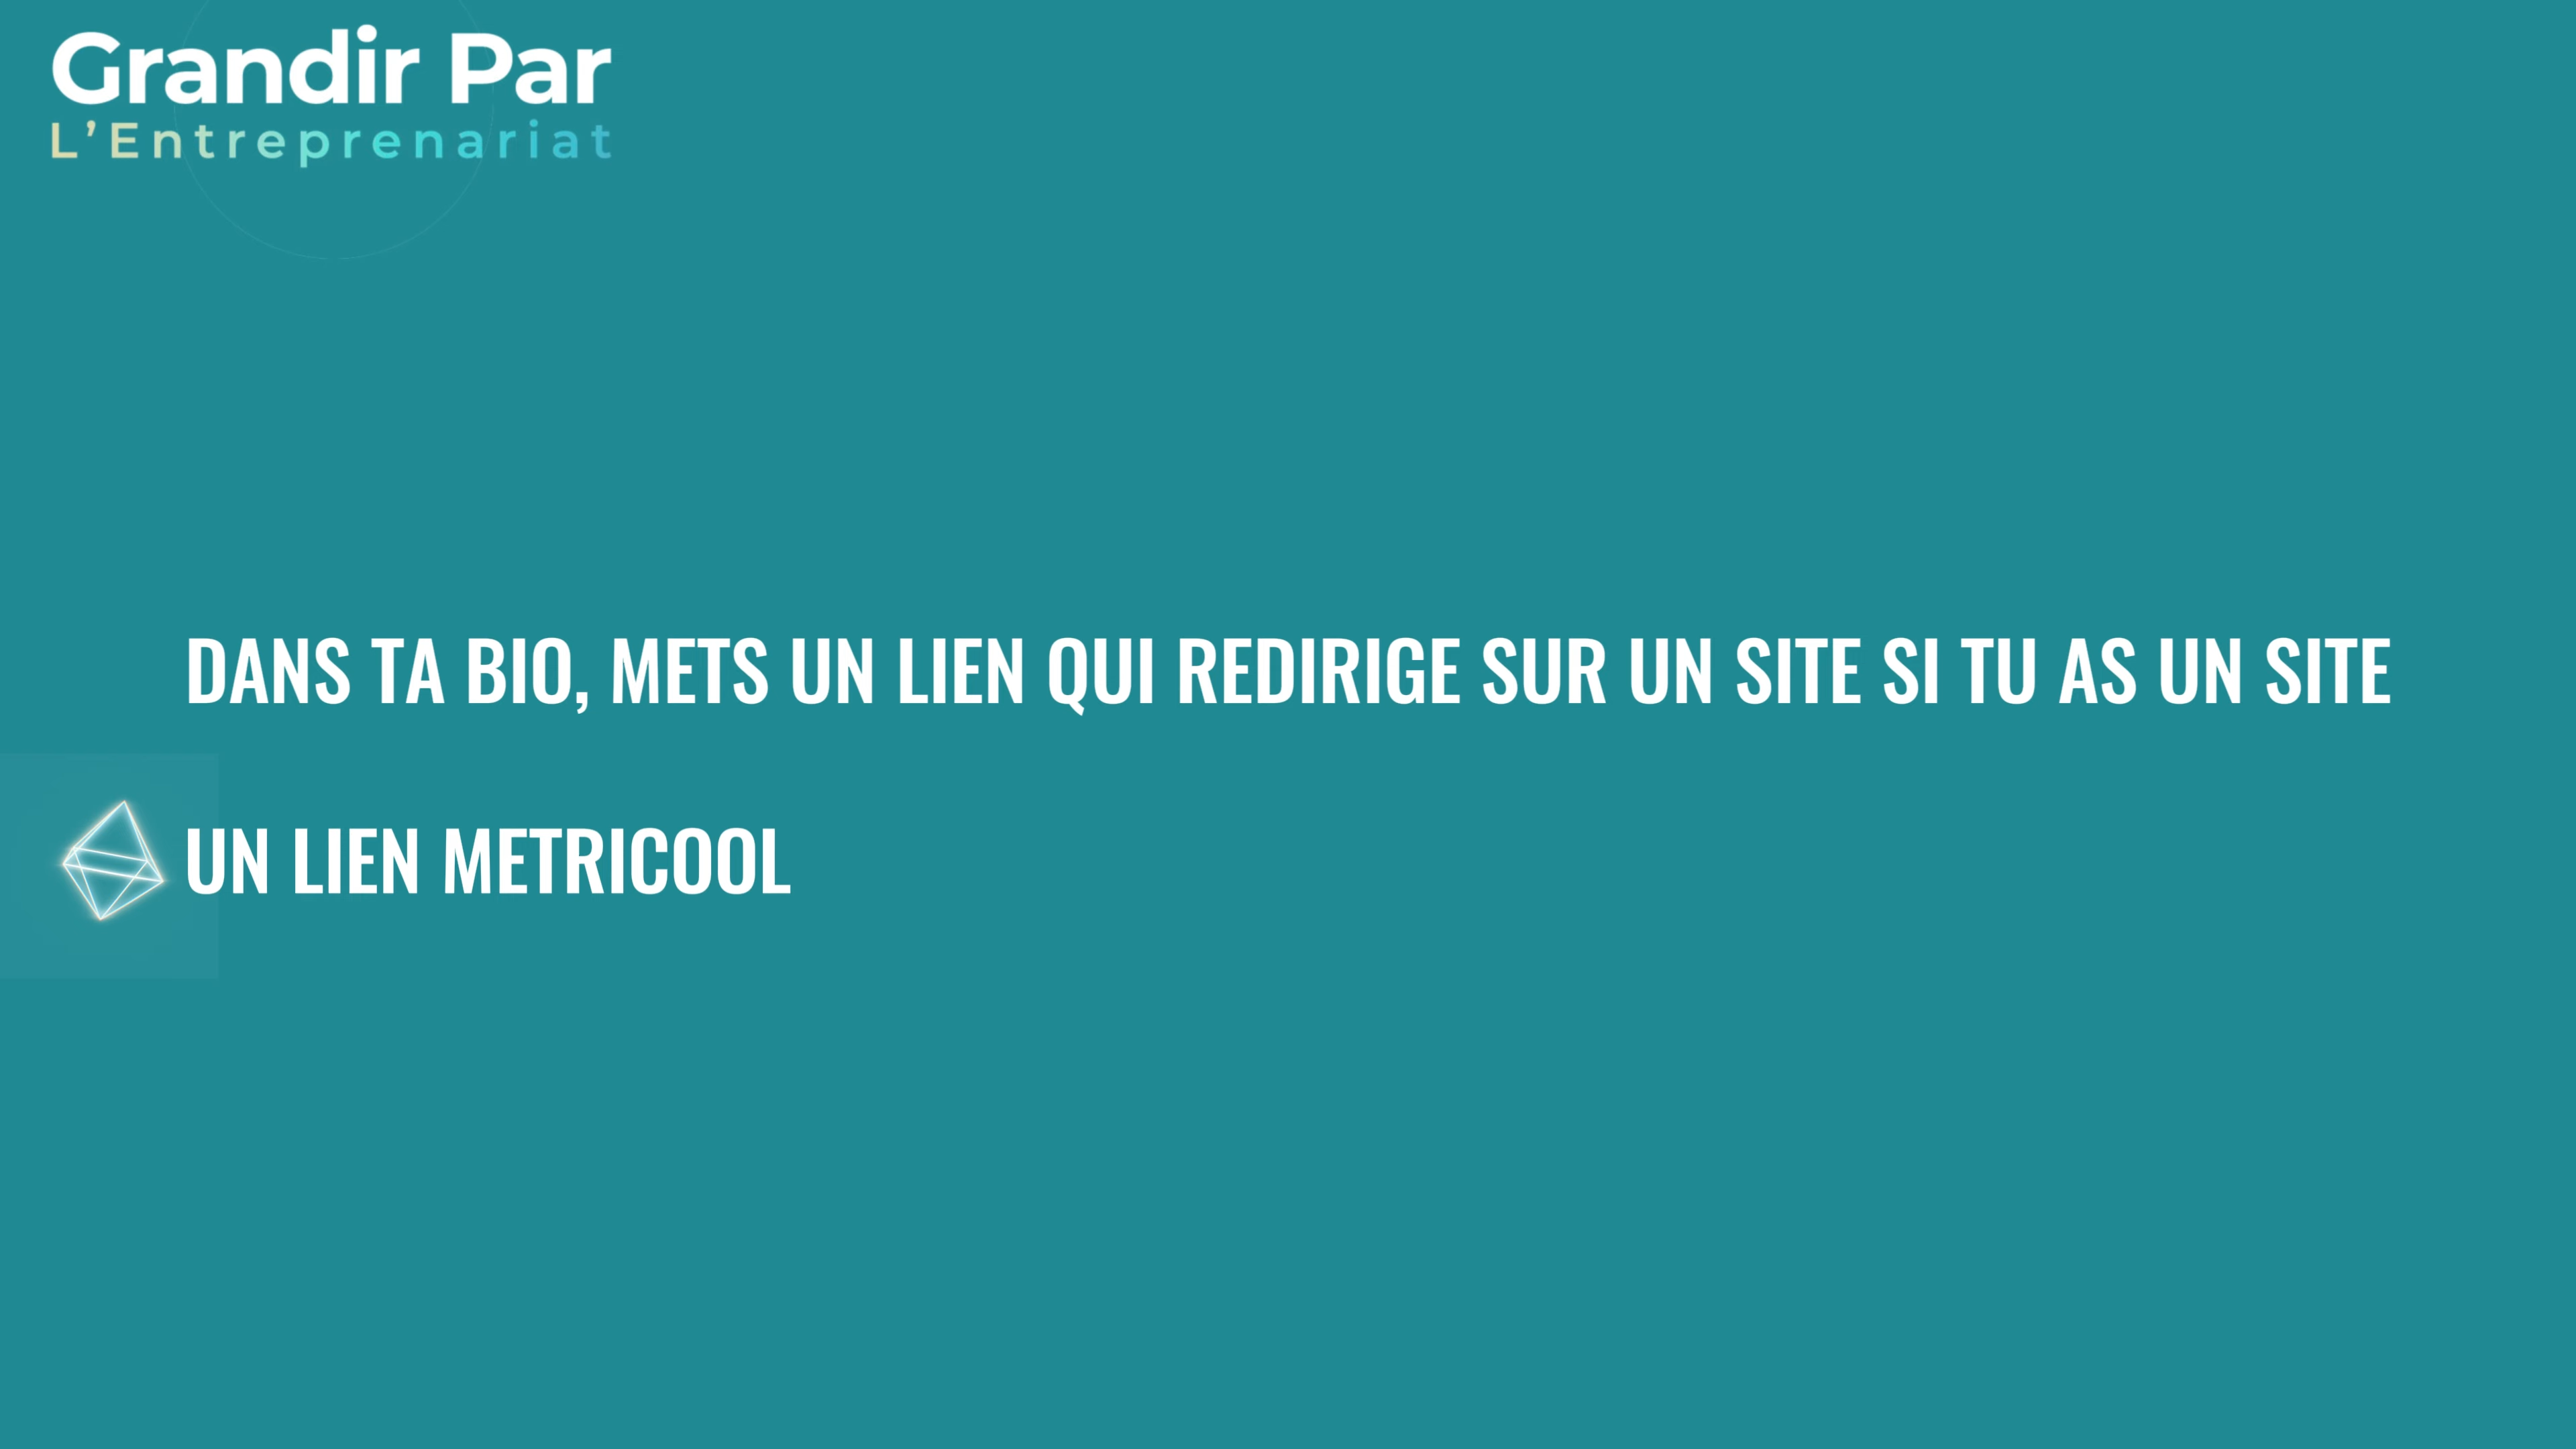 Grandir Par
L'Entreprenariat
DANS TA BIO, METS UN LIEN QUI REDIRIGE SUR UN SITE SI TU AS UN SITE
UN LIEN METRICOOL